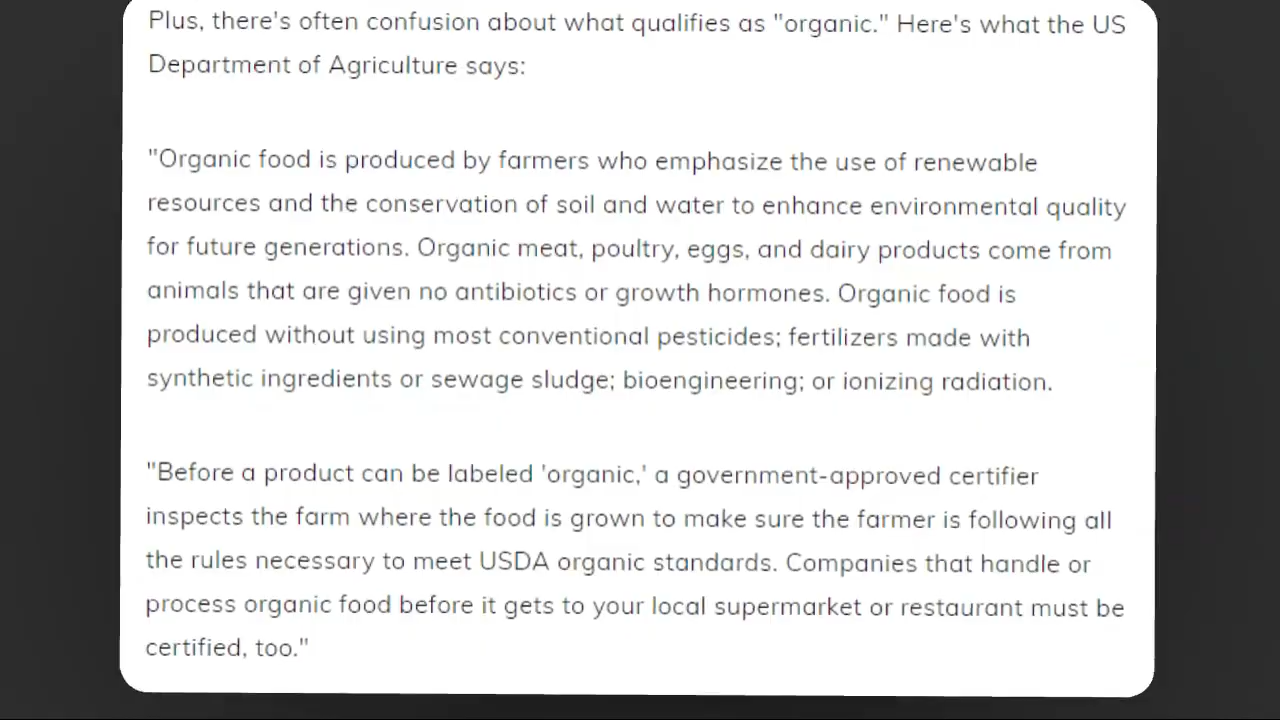 Plus, there's often confusion about what qualifies as "organic." Here's what the US
Department of Agriculture says:
"Organic food is produced by farmers who emphasize the use of renewable
resources and the conservation of soil and water to enhance environmental quality
for future generations. Organic meat, poultry, eggs, and dairy products come from
animals that are given no antibiotics or growth hormones. Organic food is
produced without using most conventional pesticides; fertilizers made with
synthetic ingredients or sewage sludge; bioengineering; or ionizing radiation.
"Before a product can be labeled 'organic,' a government-approved certifier
inspects the farm where the food is grown to make sure the farmer is following all
the rules necessary to meet USDA organic standards. Companies that handle or
process organic food before it gets to your local supermarket or restaurant must be
certified, too."